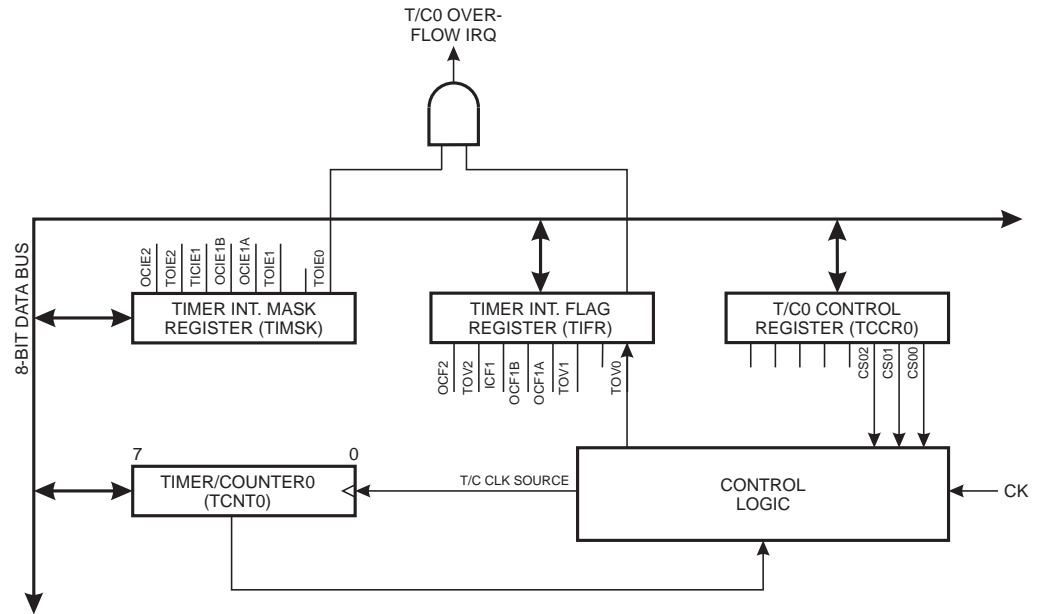 T/C0 OVER-
FLOW IRQ
8-BIT DATA BUS
OCIE2
TOIE2
TICIE1
OCIE1B
OCIE1A
TOIE1
TOIE0
TIMER INT. MASK
REGISTER (TIMSK)
TIMER INT. FLAG
REGISTER (TIFR)
T/C0 CONTROL
REGISTER (TCCR0)
OCF2
TOV2
ICF1
OCF1B
OCF1A
TOV1
TOV0
CS02
CS01
CS00
7
0
TIMER/COUNTER0
(TCNT0)
T/C CLK SOURCE
CONTROL
LOGIC
CK